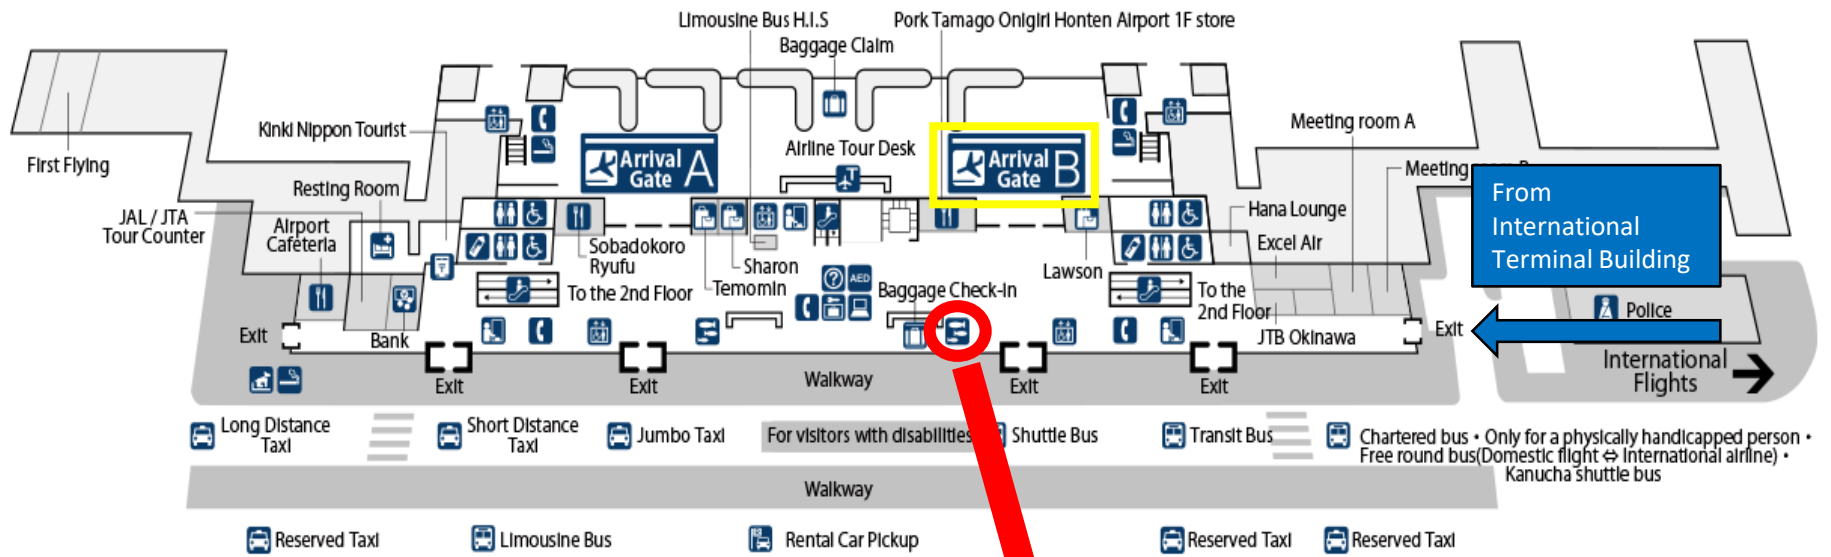 Limousine Bus H.I.S
Pork Tamago Onigiri Honten Airport 1F store
Baggage Claim
Kinki Nippon Tourist
Meeting room A
First Flying
Airline Tour Desk
Arrival
Gate A
Arrival
Gate B
Meeting
Resting Room
From
International
Terminal Building
JAL / JTA
Tour Counter
Airport
Cafeteria
Hana Lounge
Sobadokoro
Ryufu
Sharon
Temomin
Excel Air
Lawson
AED
To the 2nd Floor
Baggage Check-in
To the
2nd Floor
Police
Exit
Bank
JTB Okinawa
Exit
International
Flights
Exit
Exit
Walkway
Exit
Exit
Long Distance
Taxi
Short Distance
Taxi
Jumbo Taxi
For visitors with disabilities
Shuttle Bus
Transit Bus
Chartered bus・Only for a physically handicapped person・
Free round bus(Domestic flight ⇔ International airline)・
Kanucha shuttle bus
Walkway
Reserved Taxi
Limousine Bus
Rental Car Pickup
Reserved Taxi
Reserved Taxi